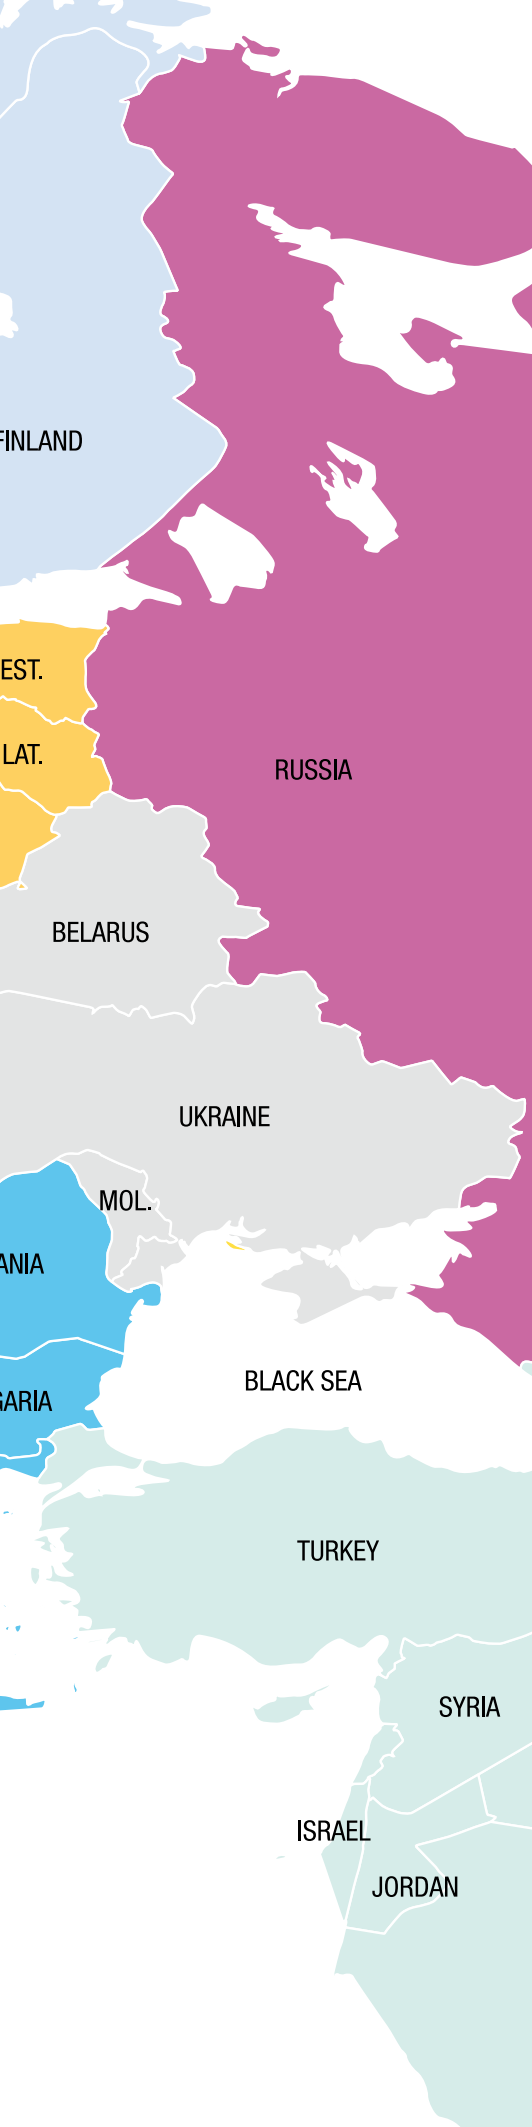 FINLAND
EST.
LAT.
RUSSIA
BELARUS
UKRAINE
MOL.
ANIA
GARIA
BLACK SEA
TURKEY
SYRIA
ISRAEL
JORDAN